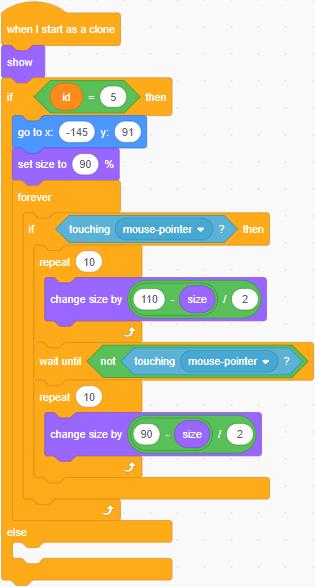 when I start as a clone
show
if id = 5 then
go to x: -145 y: 91
set size to 90 %
forever
if touching mouse-pointer ? then
repeat 10
change size by 110 - size / 2
wait until not touching mouse-pointer ?
repeat 10
change size by 90 - size / 2
else